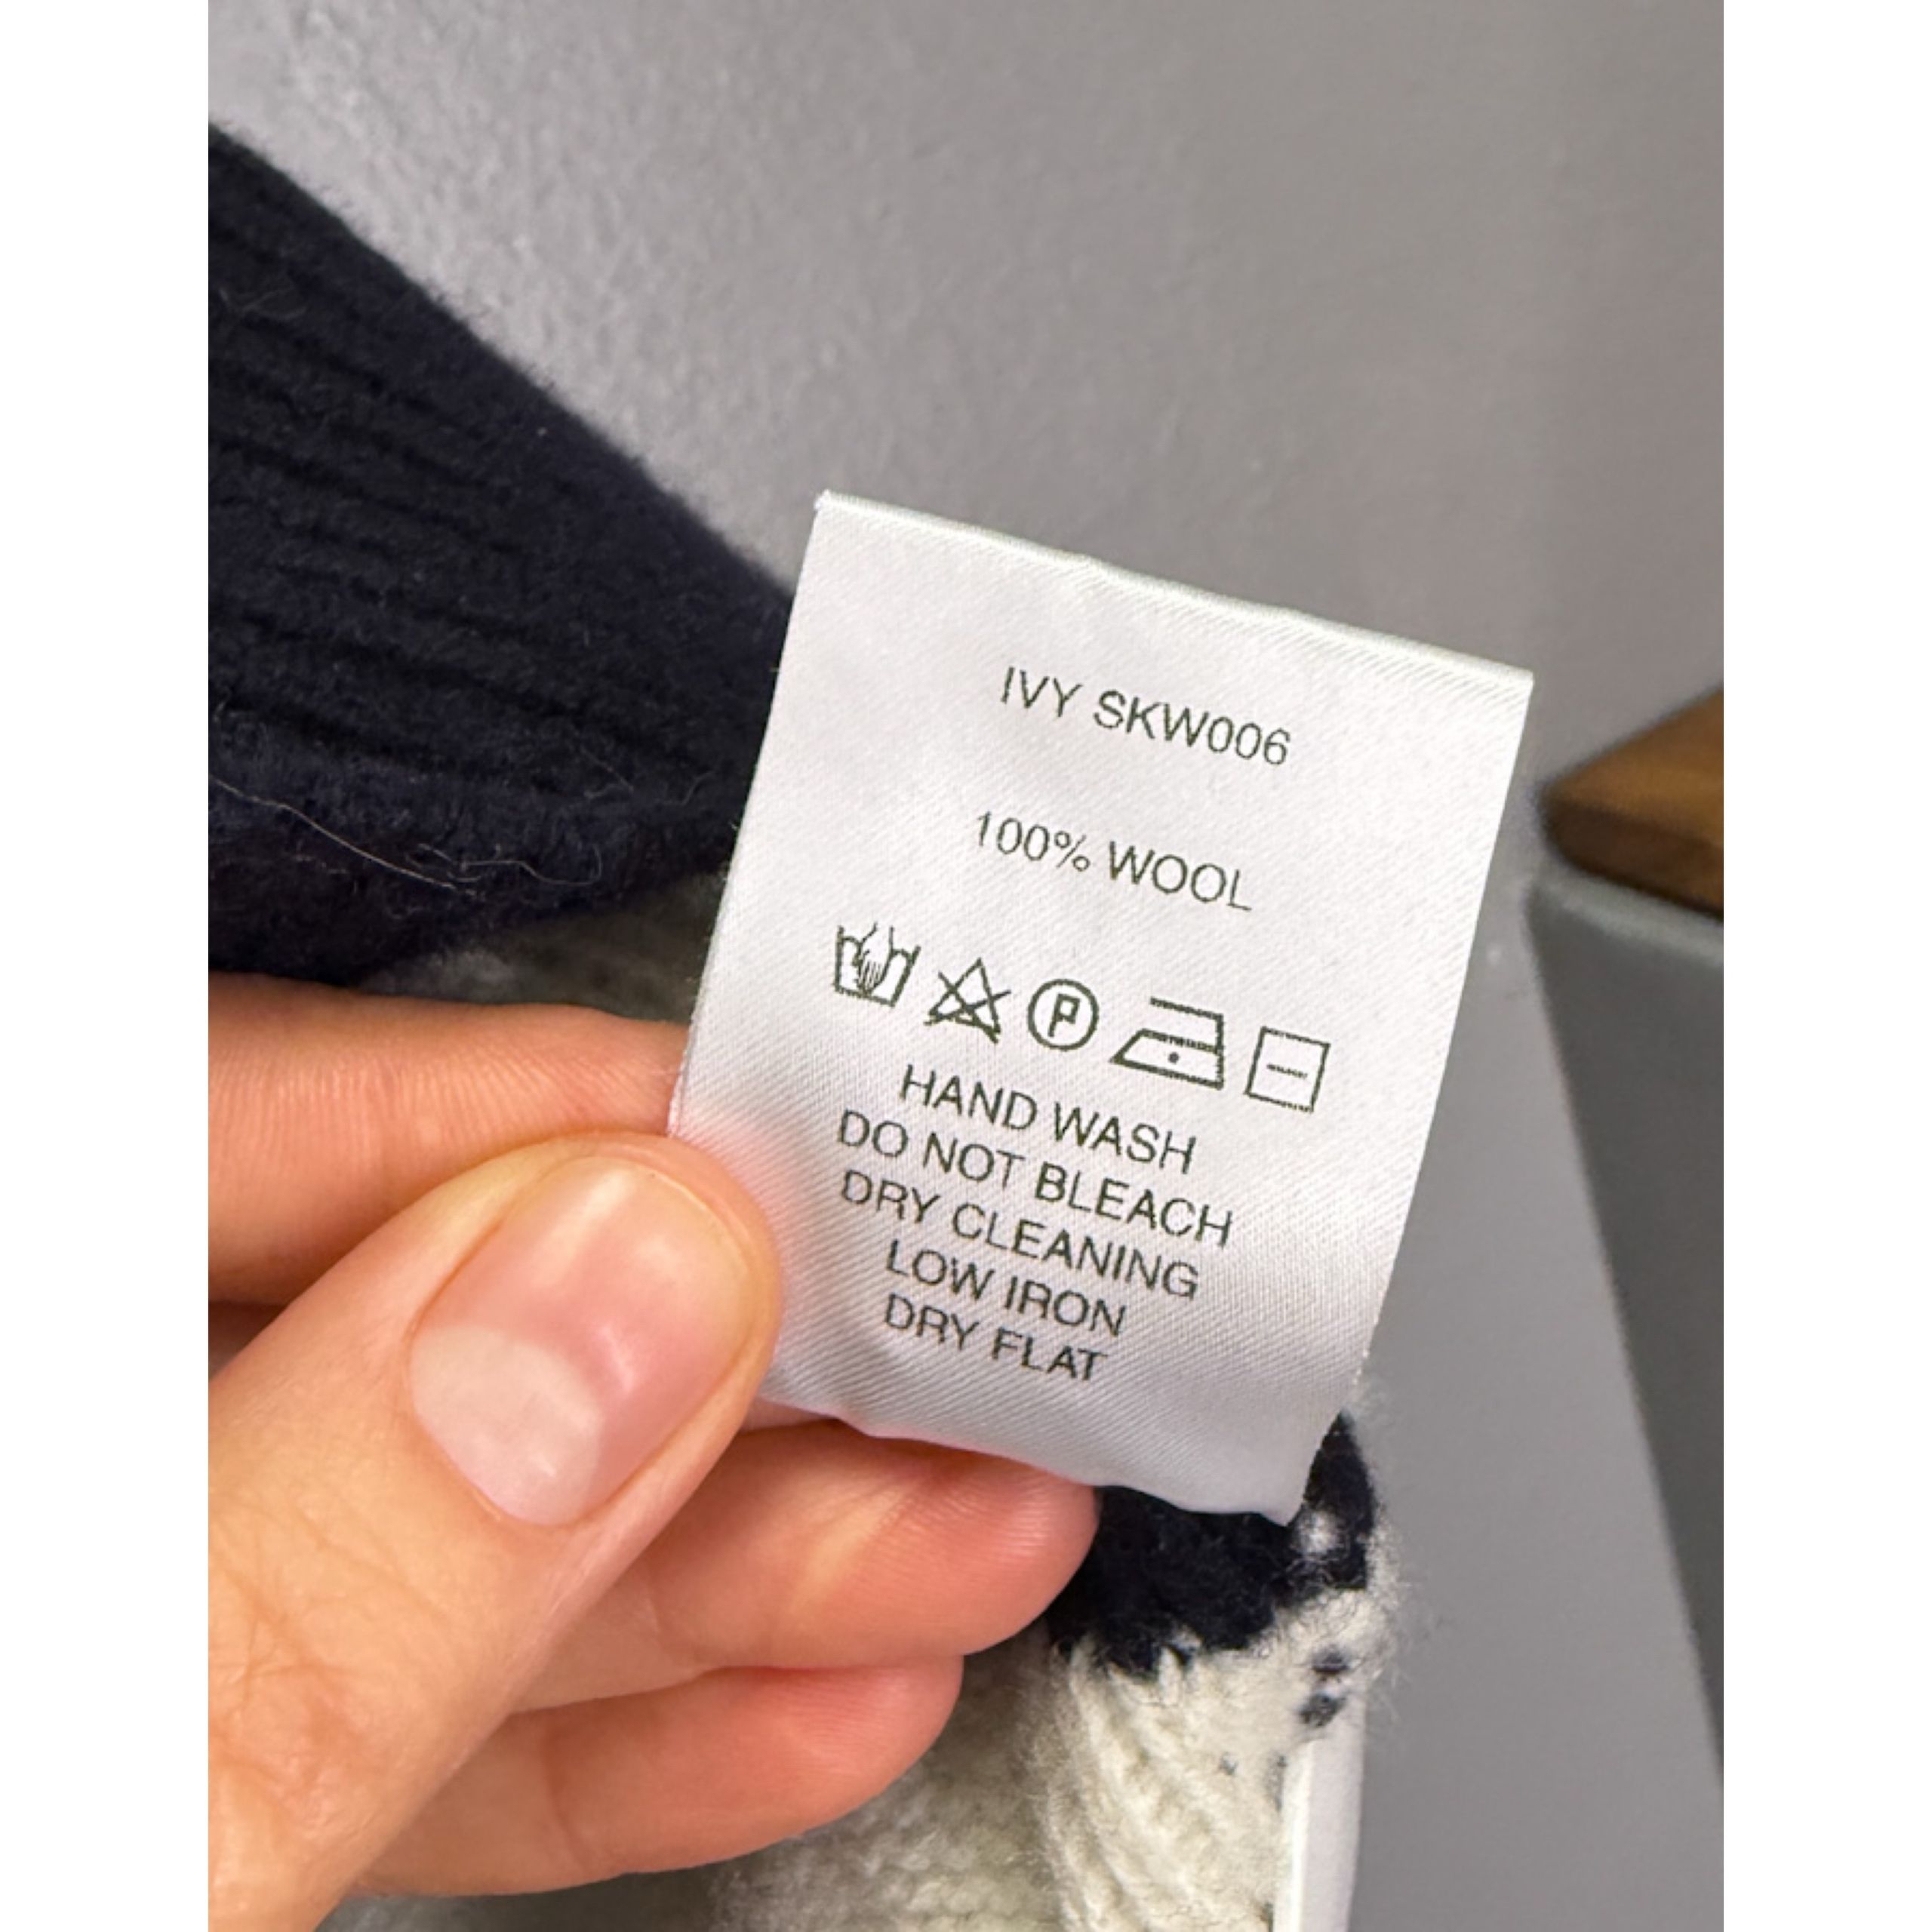 IVY SKW006
100% WOOL
P
HAND WASH
DO NOT BLEACH
DRY CLEANING
LOW IRON
DRY FLAT